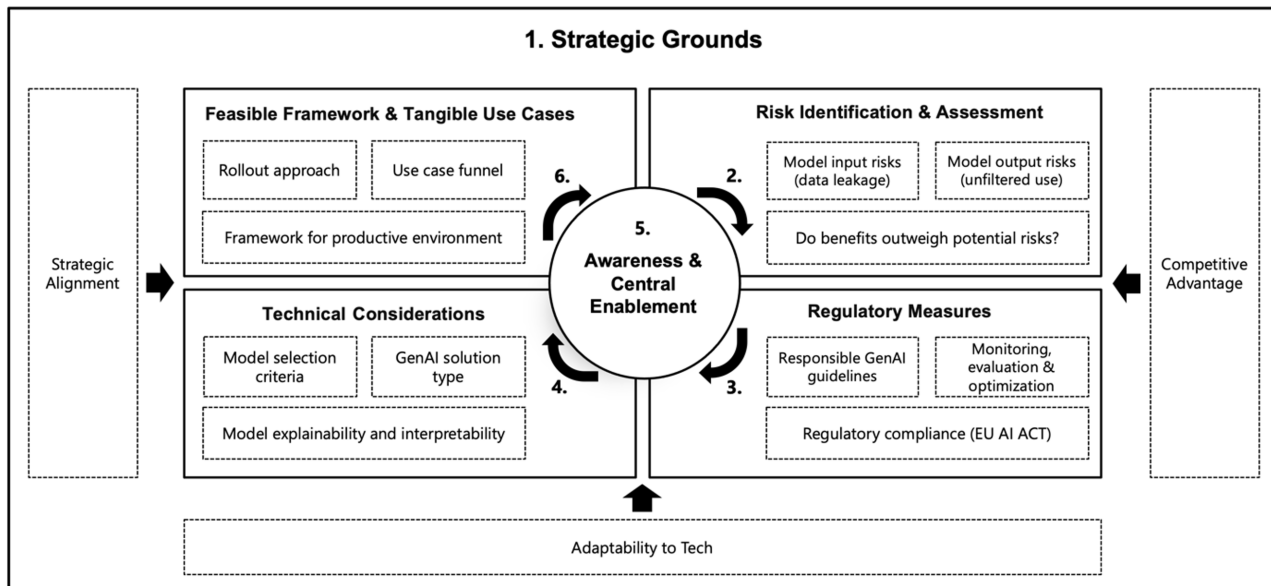 1. Strategic Grounds
Strategic
Alignment
Feasible Framework & Tangible Use Cases
Rollout approach
Use case funnel
Framework for productive environment
6.
2.
Risk Identification & Assessment
Model input risks
(data leakage)
Model output risks
(unfiltered use)
Do benefits outweigh potential risks?
5.
Awareness &
Central
Enablement
Technical Considerations
Model selection
criteria
GenAI solution
type
Model explainability and interpretability
4.
3.
Regulatory Measures
Responsible GenAI
guidelines
Monitoring,
evaluation &
optimization
Regulatory compliance (EU AI ACT)
Competitive
Advantage
Adaptability to Tech